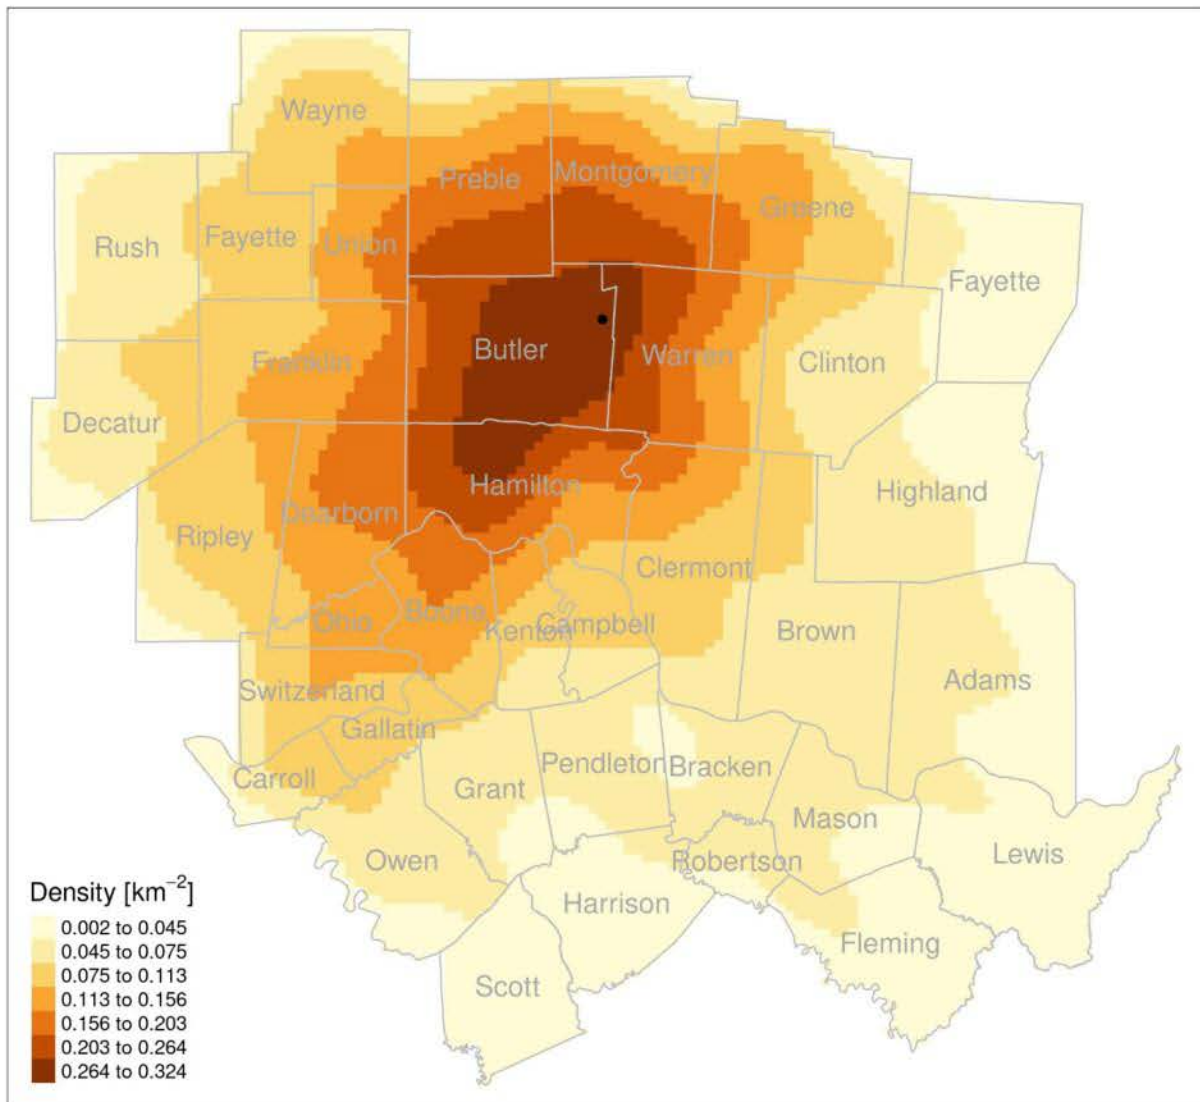 Wayne
Preble
Montgomery
Greene
Rush
Fayette
Union
Fayette
Butler
Warren
Clinton
Franklin
Decatur
Hamilton
Highland
Dearborn
Ripley
Clermont
Ohio
Boone
Kenton
Campbell
Brown
Adams
Switzerland
Gallatin
Carroll
Grant
Pendleton
Bracken
Mason
Owen
Robertson
Lewis
Harrison
Fleming
Scott
Density [km⁻²]
0.002 to 0.045
0.045 to 0.075
0.075 to 0.113
0.113 to 0.156
0.156 to 0.203
0.203 to 0.264
0.264 to 0.324